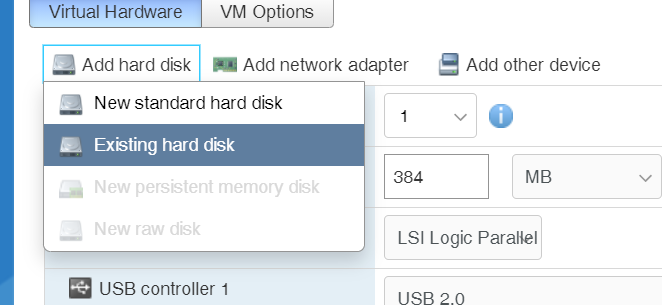 Virtual Hardware VM Options
Add hard disk Add network adapter Add other device
New standard hard disk 1
Existing hard disk
384 MB
New persistent memory disk
New raw disk LSI Logic Parallel
USB controller 1
USB 2.0